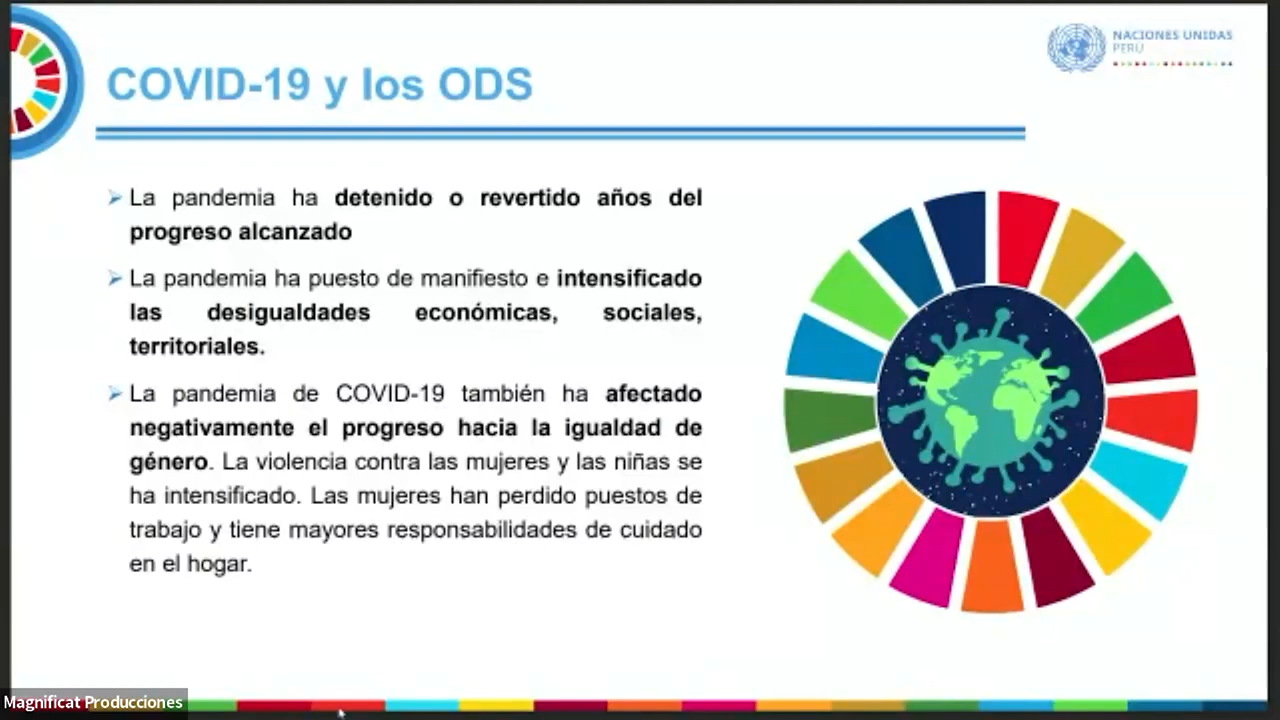 NACIONES UNIDAS
PERÚ
COVID-19 y los ODS
La pandemia ha detenido o revertido años del
progreso alcanzado
La pandemia ha puesto de manifiesto e intensificado
las desigualdades económicas, sociales,
territoriales.
La pandemia de COVID-19 también ha afectado
negativamente el progreso hacia la igualdad de
género. La violencia contra las mujeres y las niñas se
ha intensificado. Las mujeres han perdido puestos de
trabajo y tiene mayores responsabilidades de cuidado
en el hogar.
Magnificat Producciones